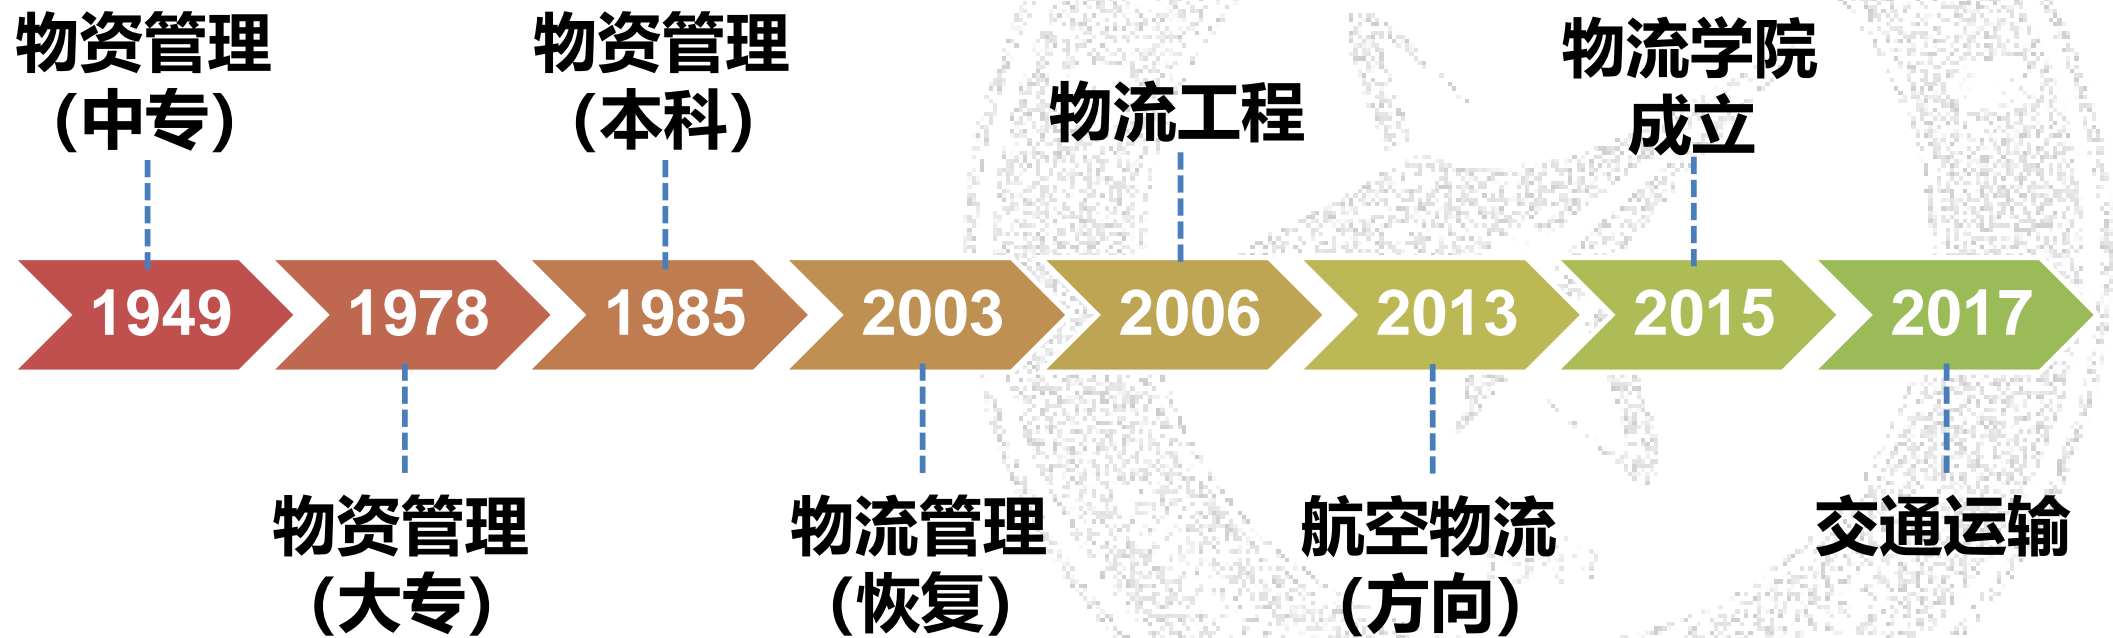 物资管理
(中专)
物资管理
(本科)
物流工程
物流学院
成立
1949
1978
1985
2003
2006
2013
2015
2017
物资管理
(大专)
物流管理
(恢复)
航空物流
(方向)
交通运输